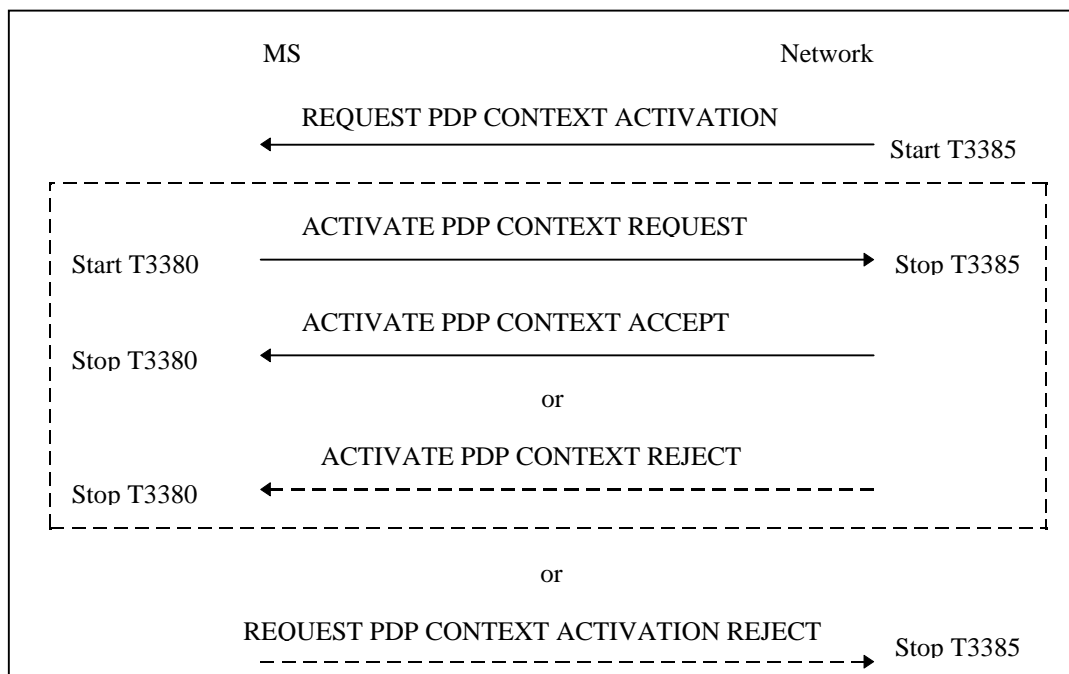 MS Network
REQUEST PDP CONTEXT ACTIVATION
Start T3385
ACTIVATE PDP CONTEXT REQUEST
Start T3380 Stop T3385
ACTIVATE PDP CONTEXT ACCEPT
Stop T3380
or
ACTIVATE PDP CONTEXT REJECT
Stop T3380
or
REQUEST PDP CONTEXT ACTIVATION REJECT
Stop T3385